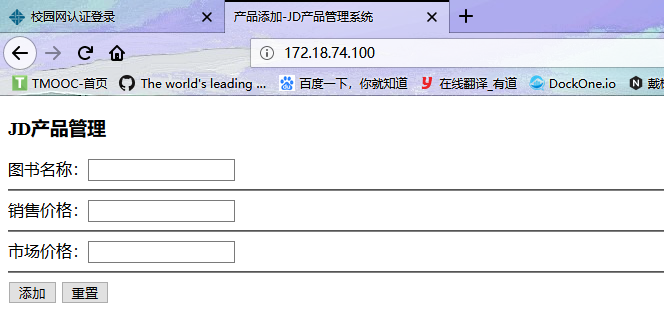 校园网认证登录
产品添加-JD产品管理系统
172.18.74.100
TMOOC-首页
The world's leading ...
百度一下，你就知道
在线翻译_有道
DockOne.io
JD产品管理
图书名称：
销售价格：
市场价格：
添加 重置